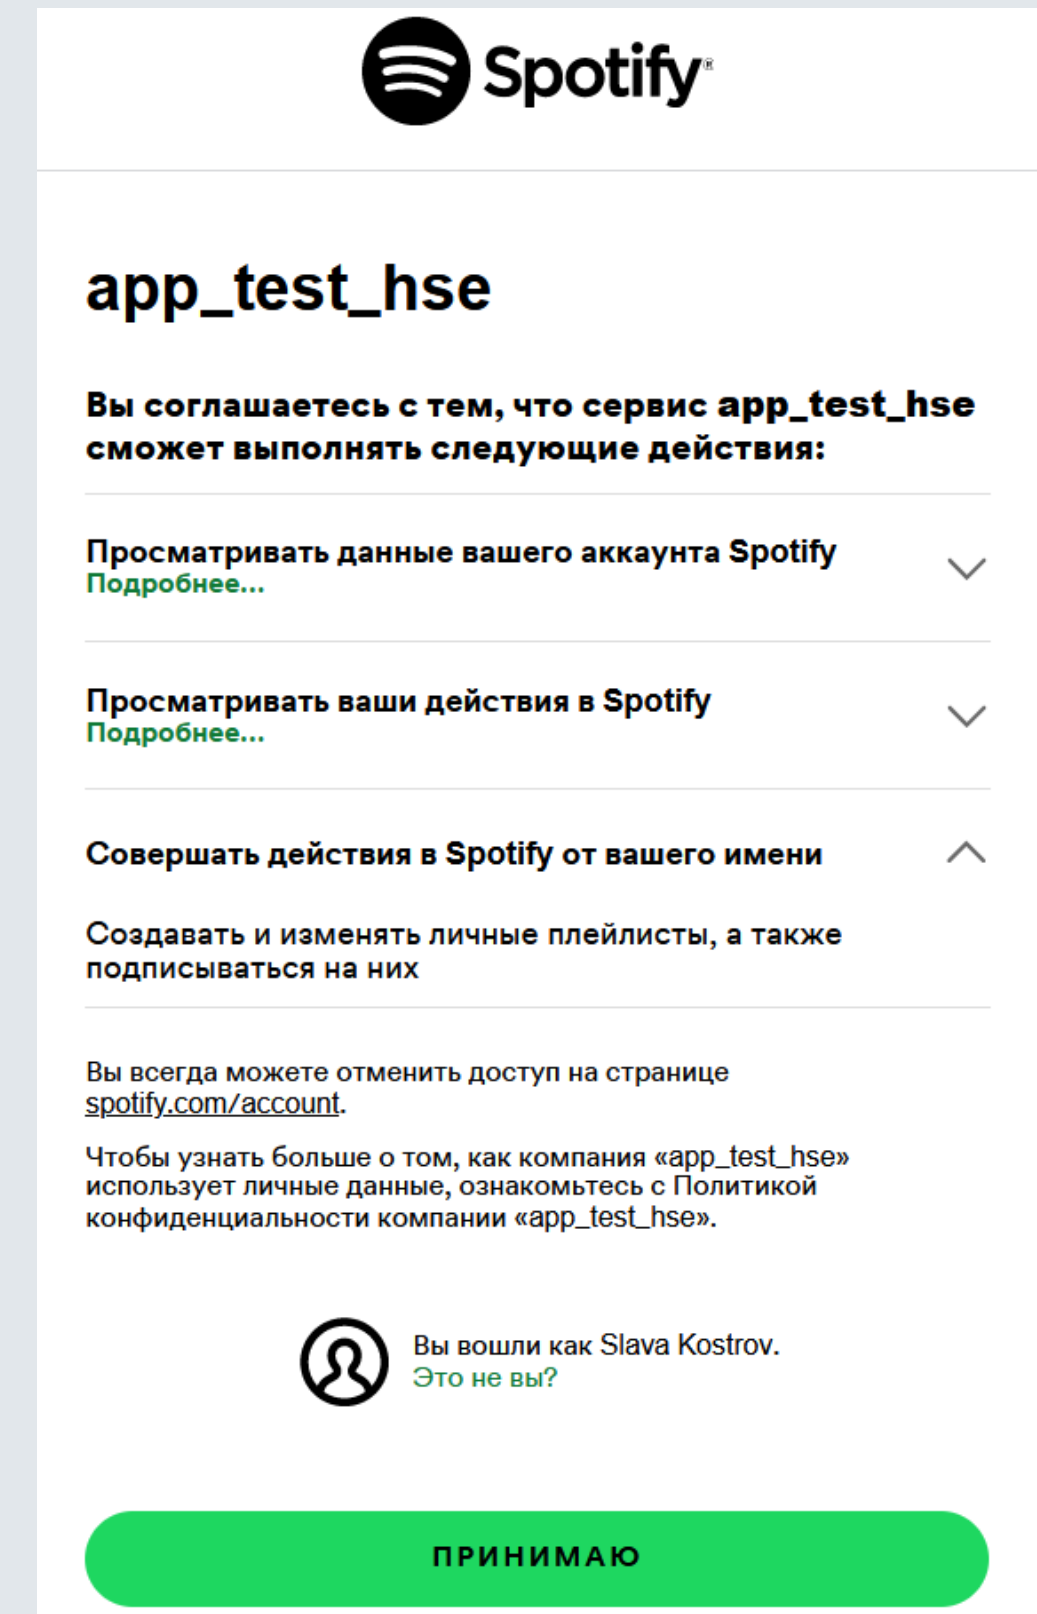 Spotify®
app_test_hse
Вы соглашаетесь с тем, что сервис app_test_hse
сможет выполнять следующие действия:
Просматривать данные вашего аккаунта Spotify
Подробнее...
Просматривать ваши действия в Spotify
Подробнее...
Совершать действия в Spotify от вашего имени
Создавать и изменять личные плейлисты, а также
подписываться на них
Вы всегда можете отменить доступ на странице
spotify.com/account.
Чтобы узнать больше о том, как компания «app_test_hse»
использует личные данные, ознакомьтесь с Политикой
конфиденциальности компании «app_test_hse».
Вы вошли как Slava Kostrov.
Это не вы?
ПРИНИМАЮ